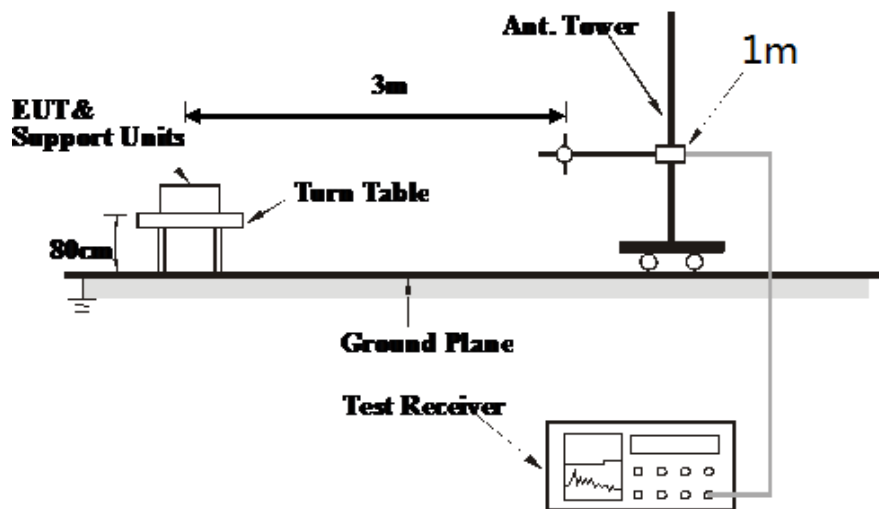 Ant. Tower
1m
3m
EUT&
Support Units
Turn Table
80cm
Ground Plane
Test Receiver